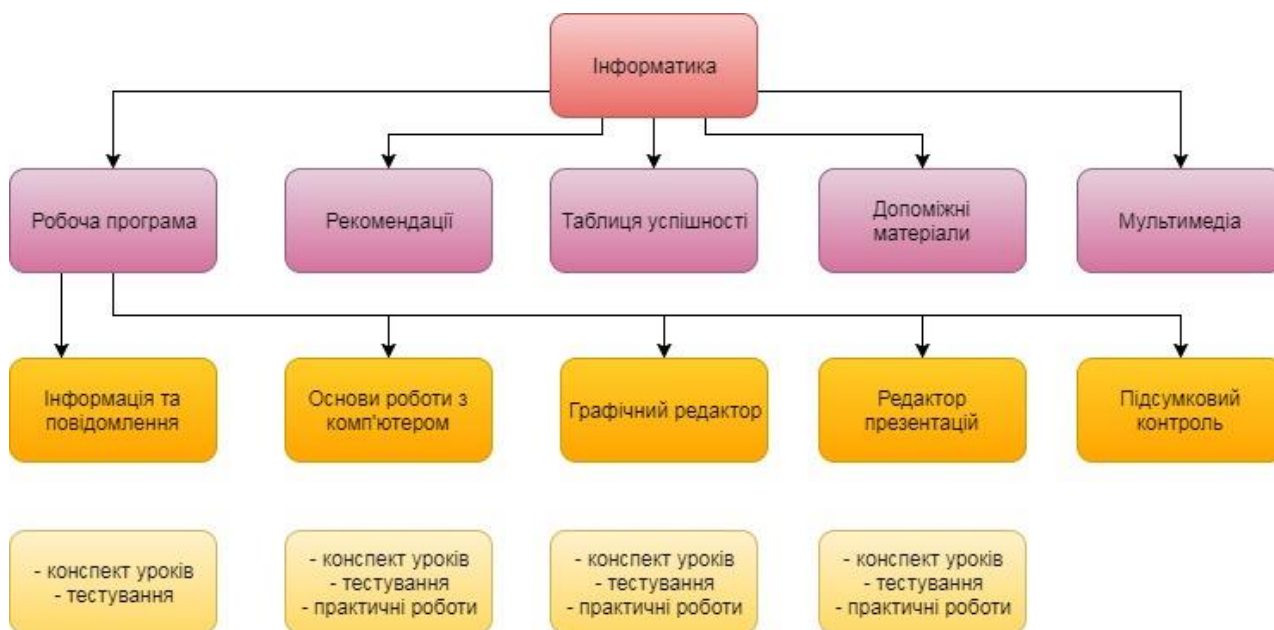 Інформатика
Робоча програма
Рекомендації
Таблиця успішності
Допоміжні
матеріали
Мультимедіа
Інформація та
повідомлення
Основи роботи з
комп'ютером
Графічний редактор
Редактор
презентацій
Підсумковий
контроль
- конспект уроків
- тестування
- конспект уроків
- тестування
- практичні роботи
- конспект уроків
- тестування
- практичні роботи
- конспект уроків
- тестування
- практичні роботи